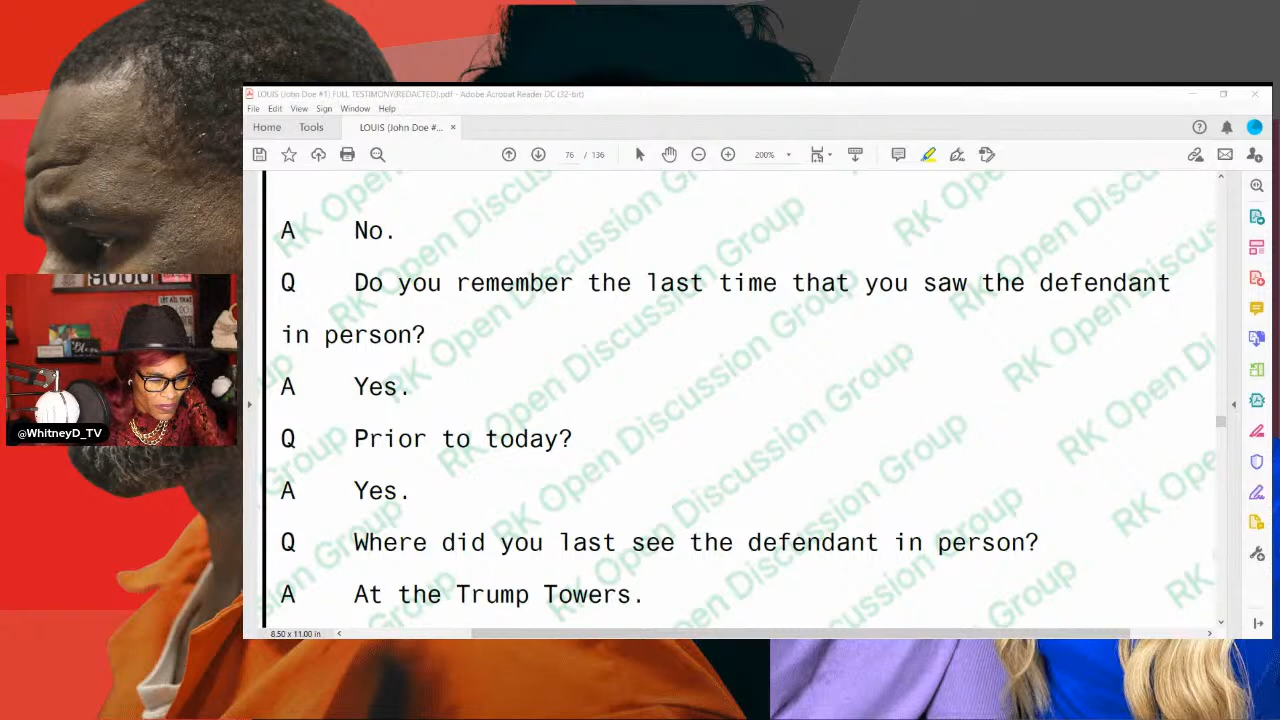 LOUIS (John Doe #1) FULL TESTIMONY(REDACTED).pdf - Adobe Acrobat Reader DC (32-bit)
File Edit View Sign Window Help
Home Tools LOUIS (John Doe #... ×
76 / 136 200%
A No.
Q Do you remember the last time that you saw the defendant
in person?
A Yes.
Q Prior to today?
A Yes.
Q Where did you last see the defendant in person?
A At the Trump Towers.
8.50 x 11.00 in
RK Open Discussion Group
@WhitneyD_TV